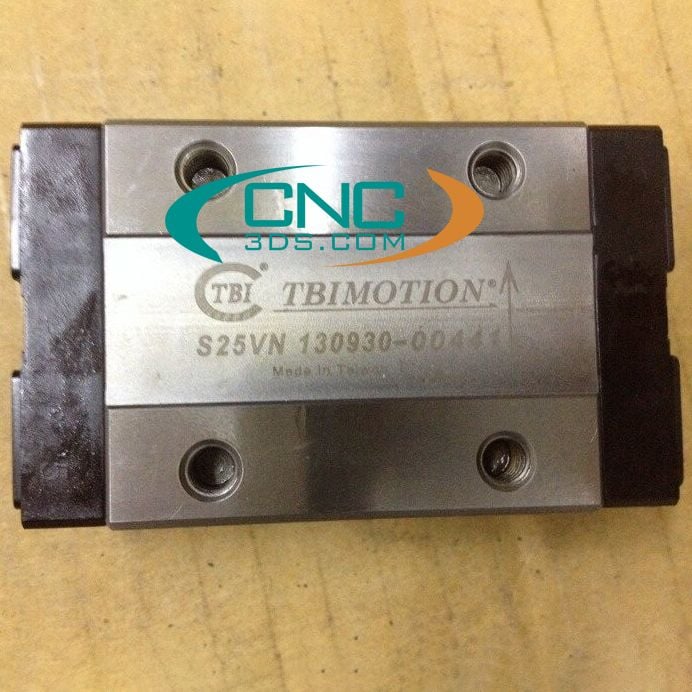 CNC
3DS.COM
TBI® TBIMOTION®
S25VN 130930-00441
Made In Taiwan